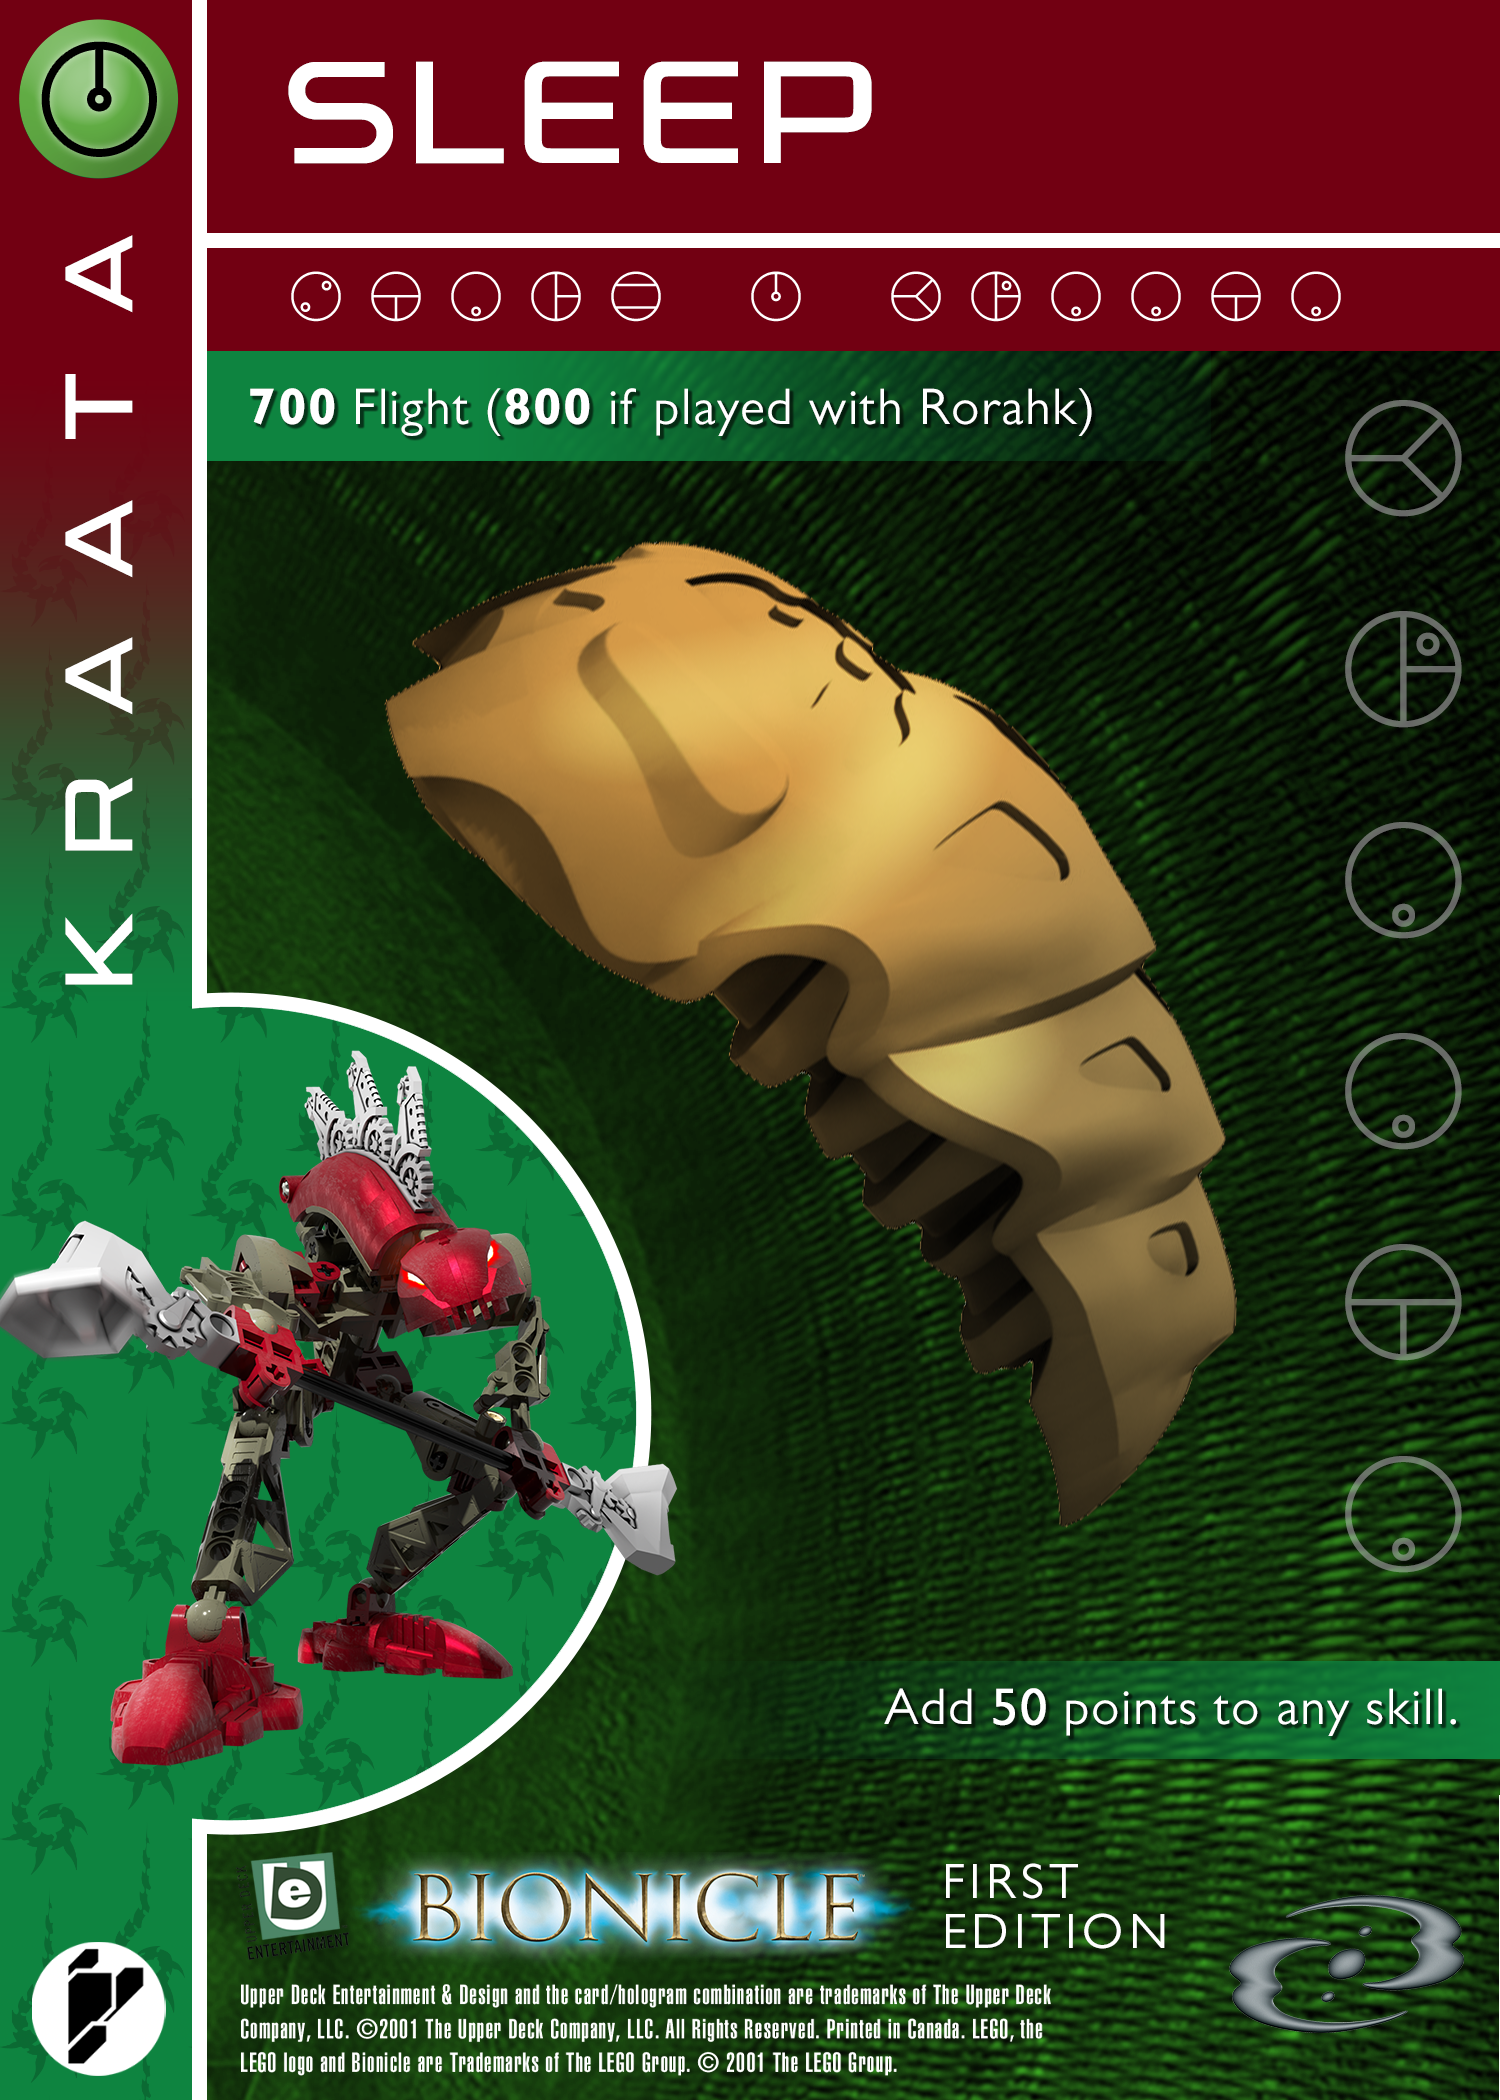 SLEEP
KRAATA
700 Flight (800 if played with Rorahk)
Add 50 points to any skill.
e
ENTERTAINMENT
BIONICLE
FIRST
EDITION
Upper Deck Entertainment & Design and the card/hologram combination are trademarks of The Upper Deck
Company, LLC. ©2001 The Upper Deck Company, LLC. All Rights Reserved. Printed in Canada. LEGO, the
LEGO logo and Bionicle are Trademarks of The LEGO Group. © 2001 The LEGO Group.